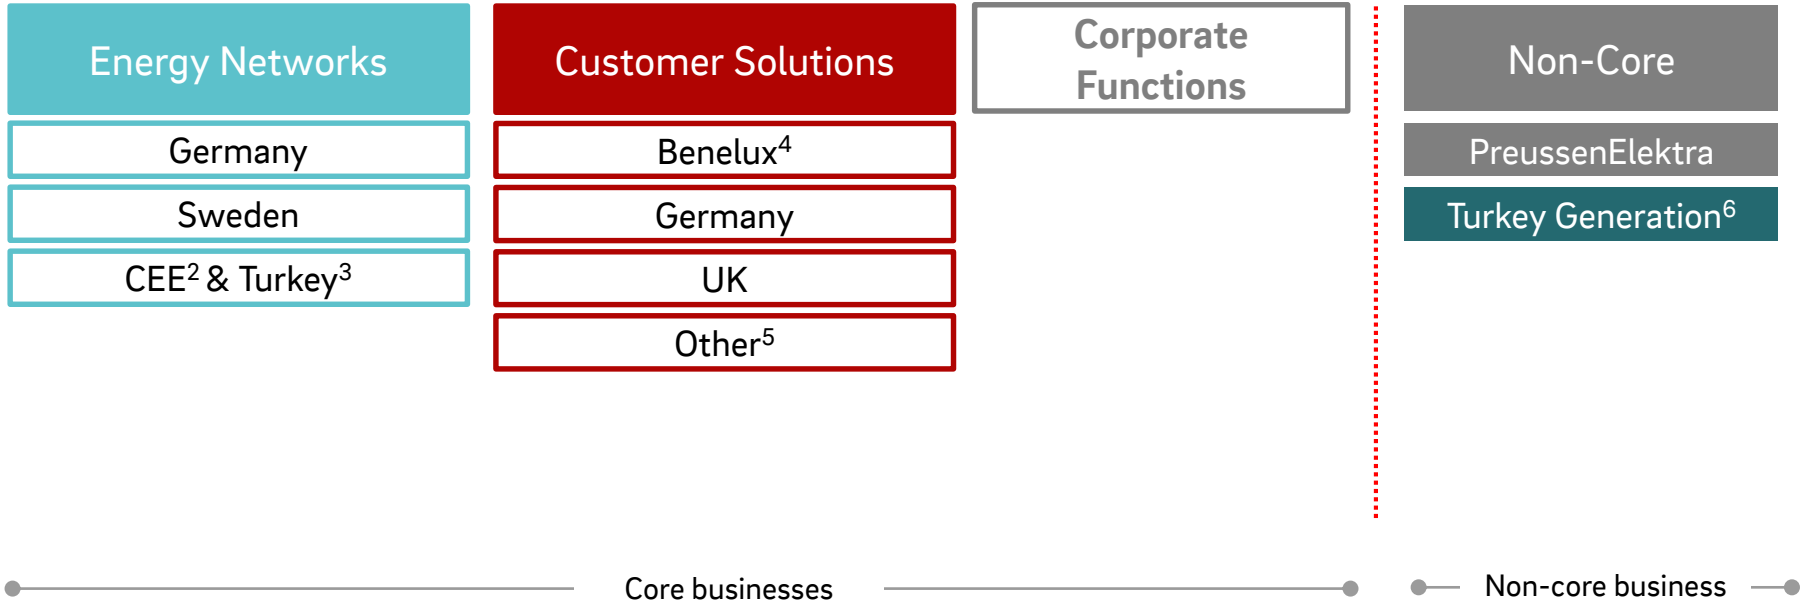 Energy Networks
Germany
Sweden
CEE² & Turkey³
Customer Solutions
Benelux⁴
Germany
UK
Other⁵
Corporate
Functions
Non-Core
PreussenElektra
Turkey Generation⁶
Core businesses
Non-core business